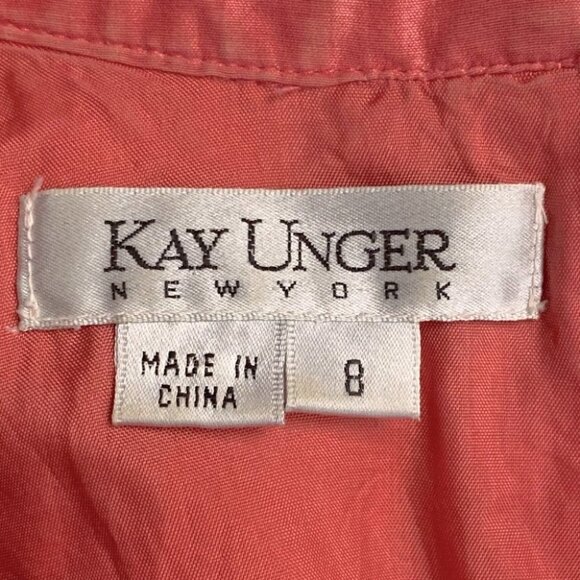 KAY UNGER
NEW YORK
MADE IN
CHINA
8